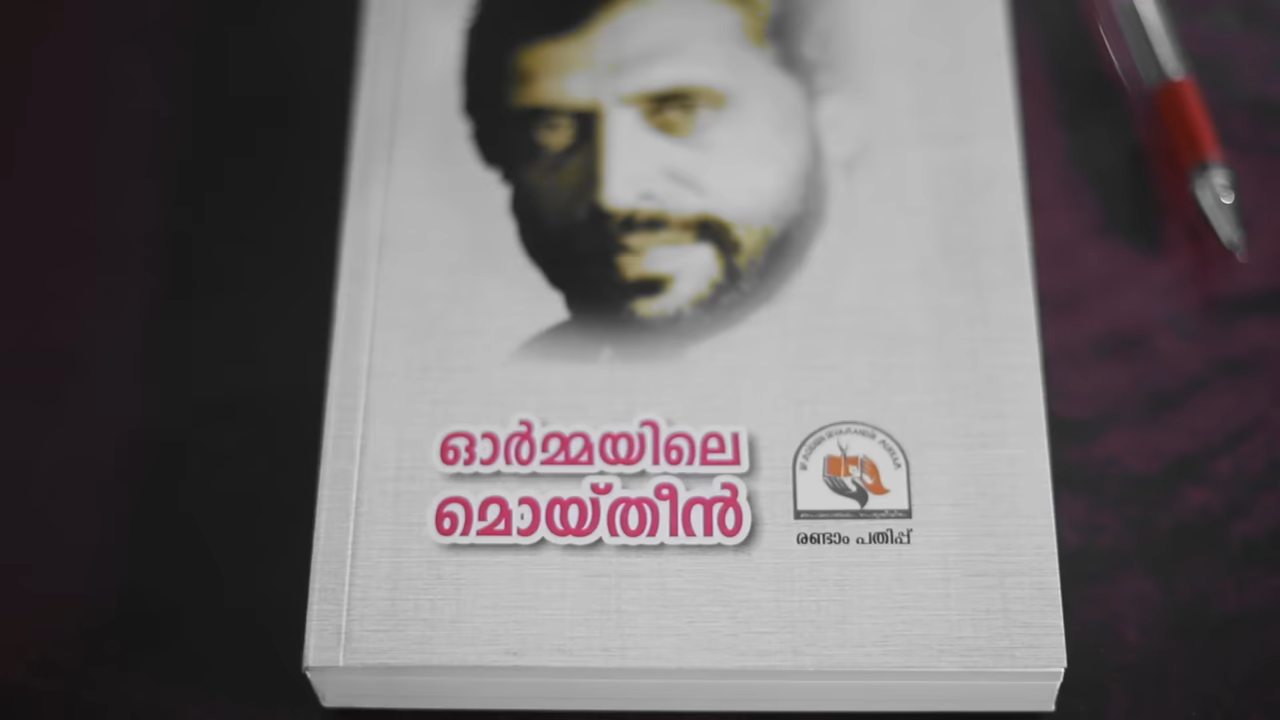 ഓർമ്മയിലെ
മൊയ്തീൻ
രണ്ടാം പതിപ്പ്